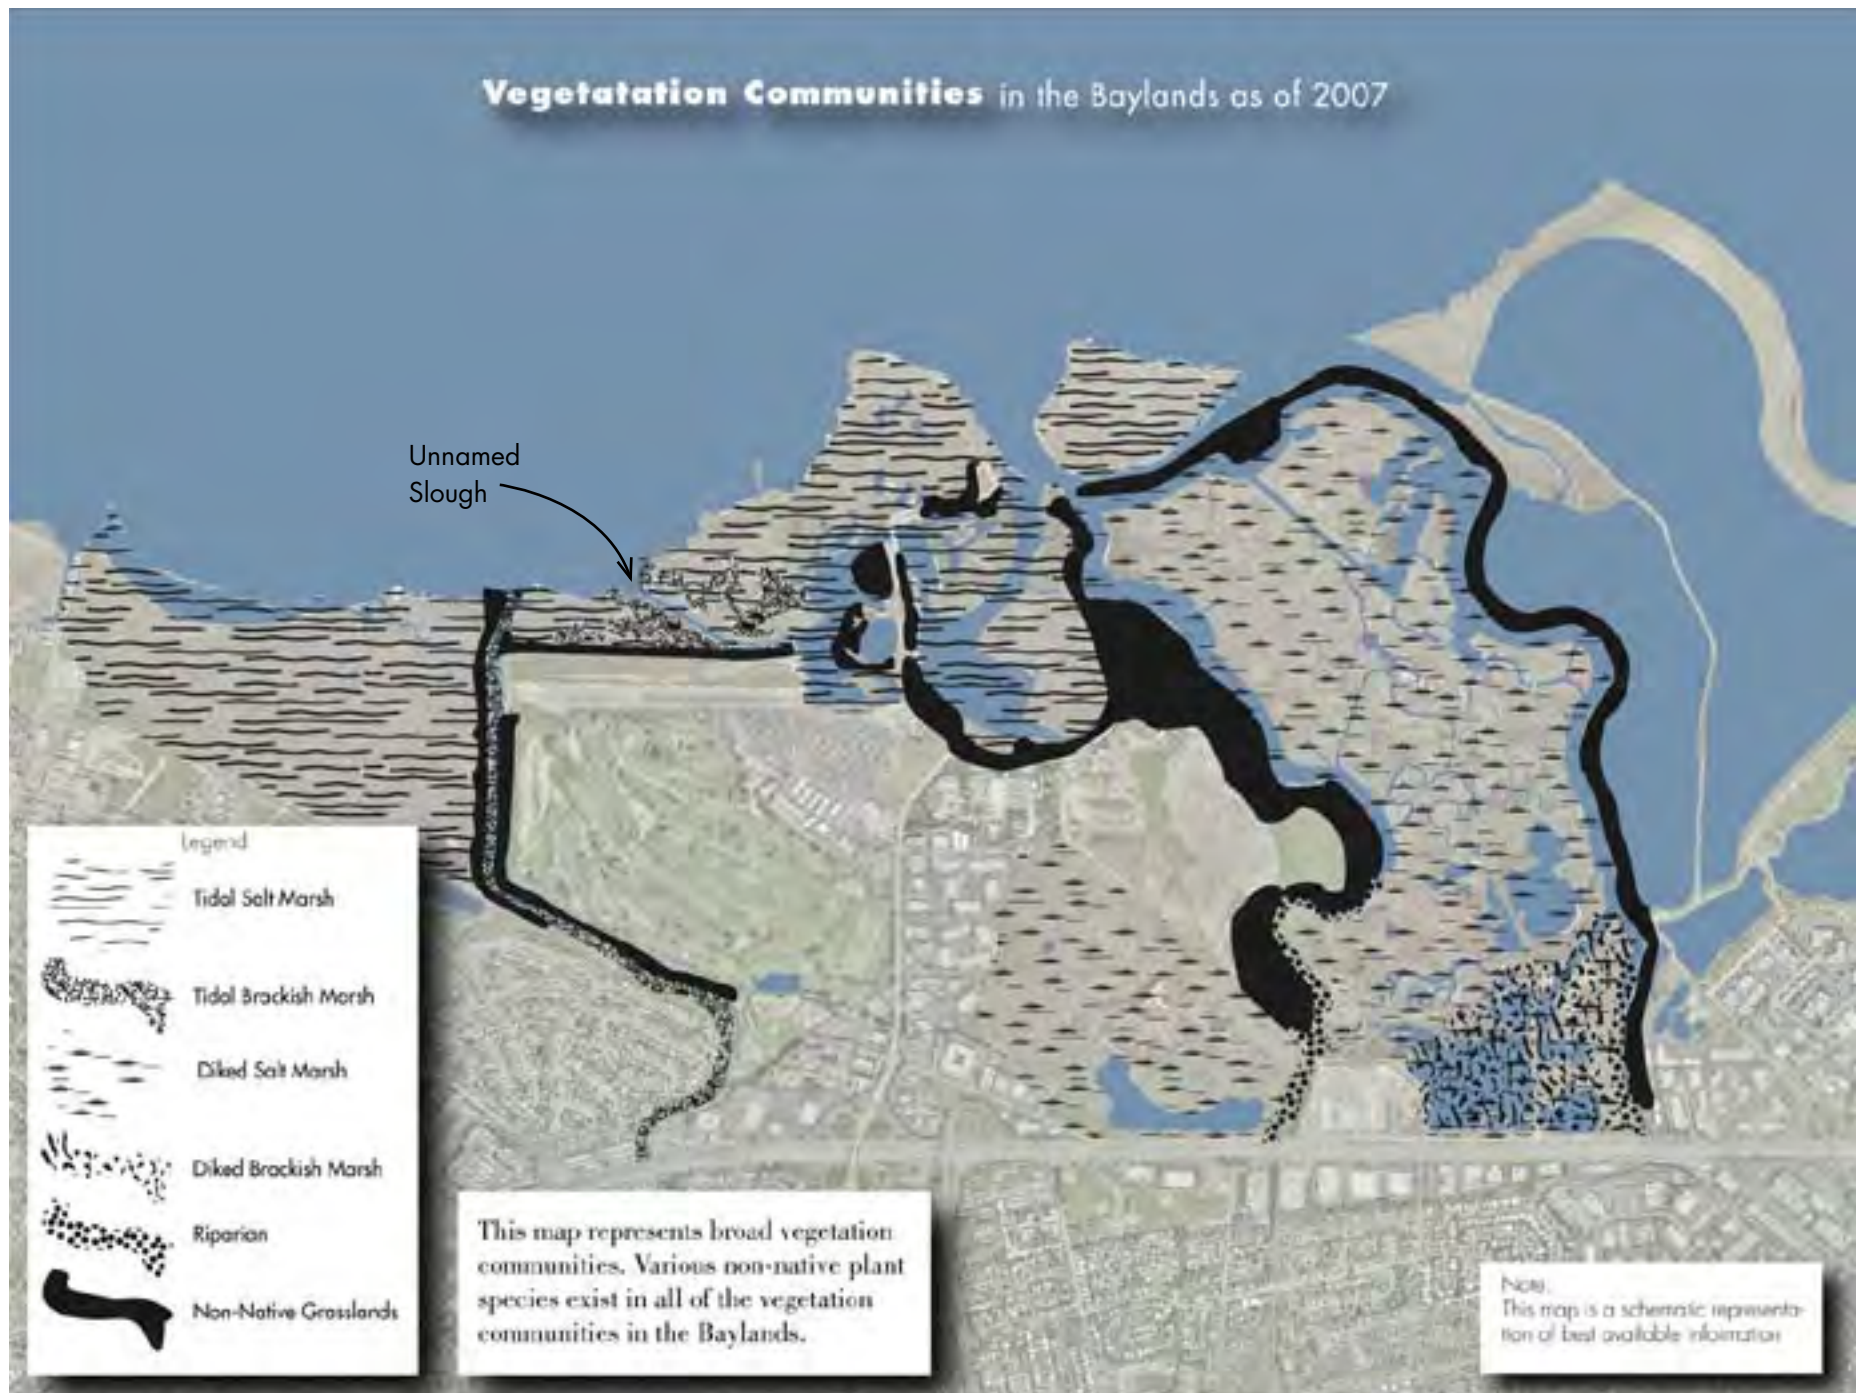 Vegetatation Communities in the Baylands as of 2007
Unnamed
Slough
Legend
Tidal Salt Marsh
Tidal Brackish Marsh
Diked Salt Marsh
Diked Brackish Marsh
Riparian
Non-Native Grasslands
This map represents broad vegetation
communities. Various non-native plant
species exist in all of the vegetation
communities in the Baylands.
Note:
This map is a schematic representa-
tion of best available information